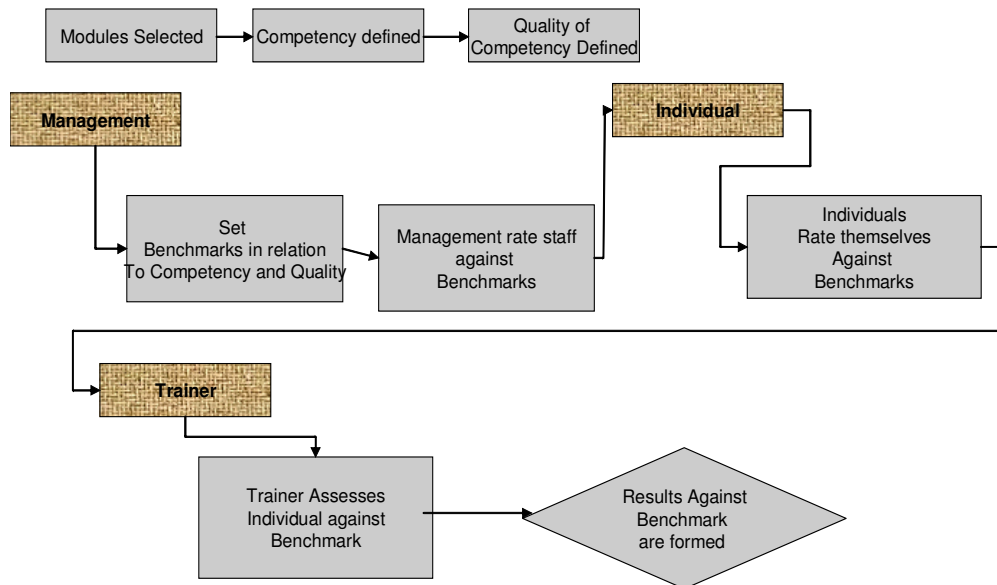 Modules Selected
Competency defined
Quality of
Competency Defined
Management
Individual
Set
Benchmarks in relation
To Competency and Quality
Management rate staff
against
Benchmarks
Individuals
Rate themselves
Against
Benchmarks
Trainer
Trainer Assesses
Individual against
Benchmark
Results Against
Benchmark
are formed